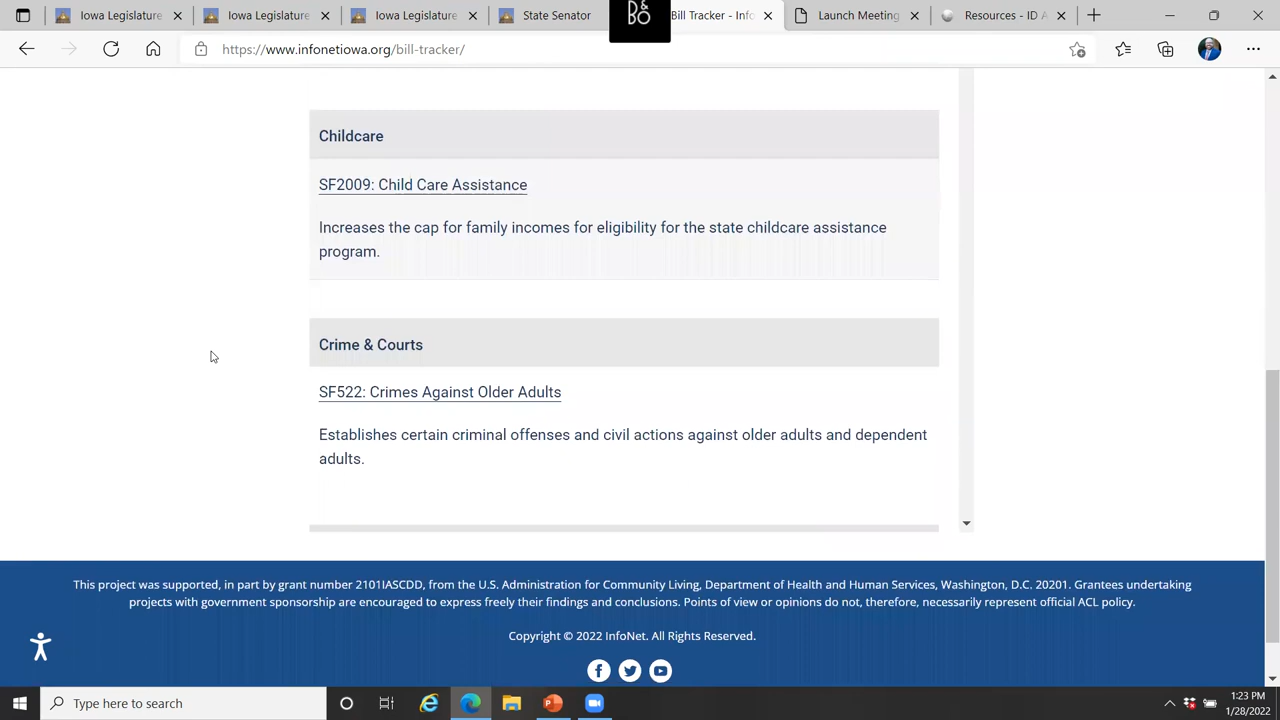 Iowa Legislature
Iowa Legislature
Iowa Legislature
State Senator
B&O
BO
Bill Tracker - Info
Launch Meeting
Resources - ID A
https://www.infonetiowa.org/bill-tracker/
Childcare
SF2009: Child Care Assistance
Increases the cap for family incomes for eligibility for the state childcare assistance
program.
Crime & Courts
SF522: Crimes Against Older Adults
Establishes certain criminal offenses and civil actions against older adults and dependent
adults.
This project was supported, in part by grant number 2101IASCDD, from the U.S. Administration for Community Living, Department of Health and Human Services, Washington, D.C. 20201. Grantees undertaking
projects with government sponsorship are encouraged to express freely their findings and conclusions. Points of view or opinions do not, therefore, necessarily represent official ACL policy.
Copyright © 2022 InfoNet. All Rights Reserved.
Type here to search
1:23 PM
1/28/2022